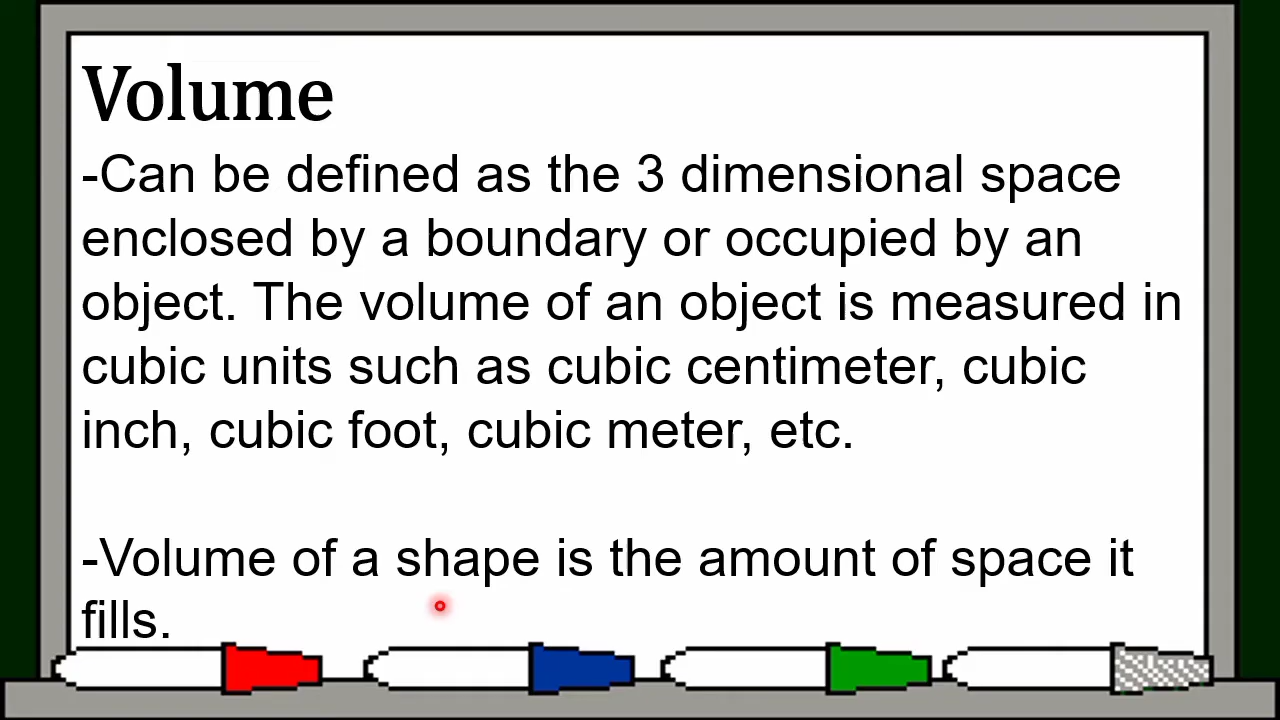 Volume
-Can be defined as the 3 dimensional space
enclosed by a boundary or occupied by an
object. The volume of an object is measured in
cubic units such as cubic centimeter, cubic
inch, cubic foot, cubic meter, etc.
-Volume of a shape is the amount of space it
fills.